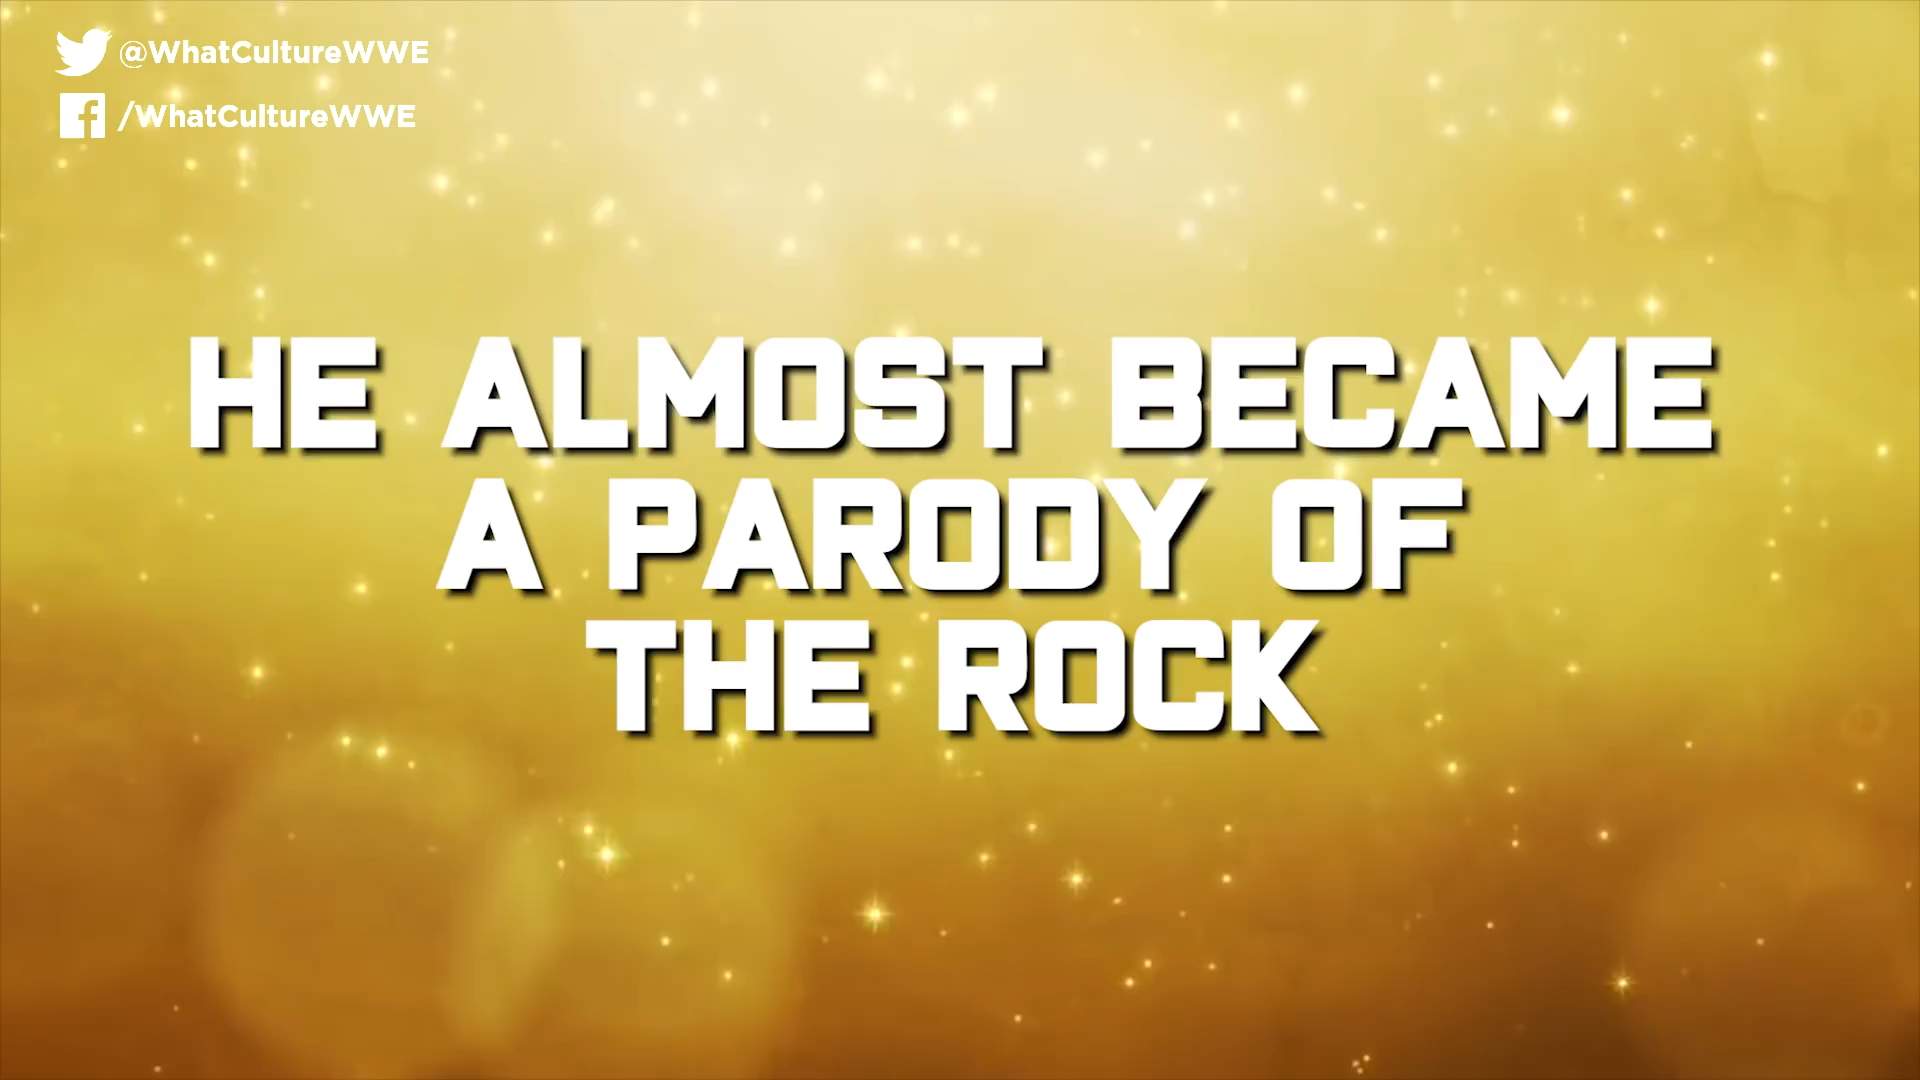 @WhatCultureWWE
/WhatCultureWWE
HE ALMOST BECAME
A PARODY OF
THE ROCK